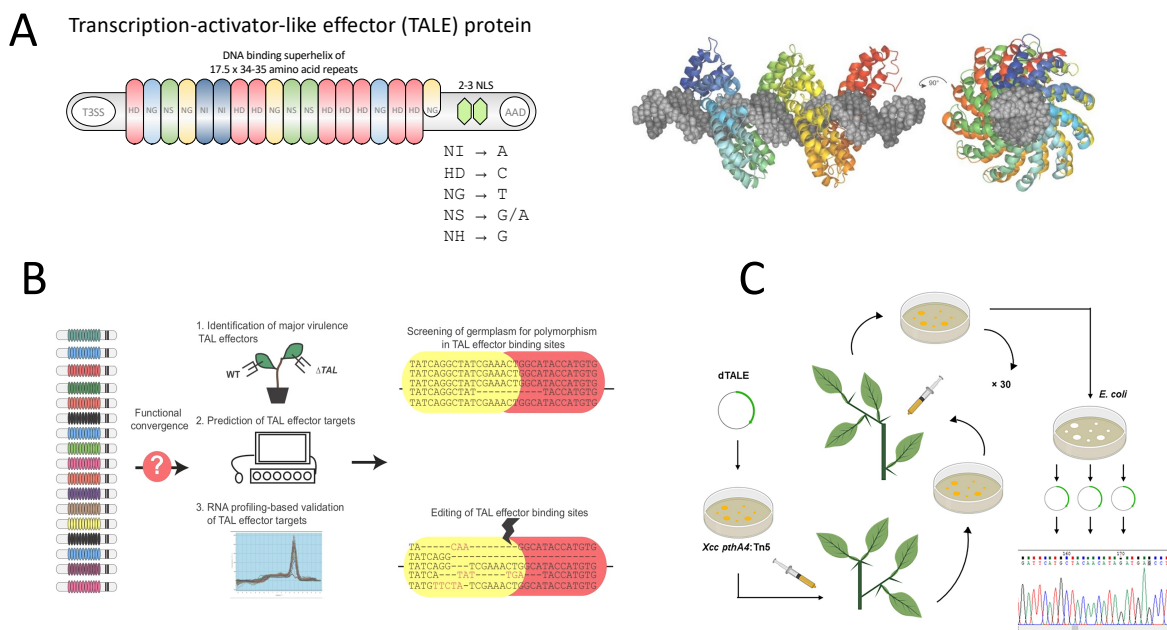 A
Transcription-activator-like effector (TALE) protein
DNA binding superhelix of
17.5 x 34-35 amino acid repeats
2-3 NLS
T3SS HD NG NS NG NI NI HD HD NG NS NS HD HD HD NG HD HD NG AAD
NI → A
HD → C
NG → T
NS → G/A
NH → G
90°
B
Functional
convergence
?
1. Identification of major virulence
TAL effectors
WT
ΔTAL
2. Prediction of TAL effector targets
3. RNA profiling-based validation
of TAL effector targets
Screening of germplasm for polymorphism
in TAL effector binding sites
TATCAGGCTATCGAAACTGGCATACCATGTG
TATCAGGCTATCGAAACTGGCATACCATGTG
TATCAGGCTATCGAAACTGGCATACCATGTG
TATCAGGCTAT----------TACCATGTG
TATCAGGCTATCGAAACTGGCATACCATGTG
Editing of TAL effector binding sites
TA-----CAA--------GGCATACCATGTG
TATCAGG------------------------
TATCAGG---TCGAAACTGGCATACCATGTG
TATCA---TAT-----TGA---TACCATGTG
TATGTTCTA-TCGAAACTGGCATACCATGTG
C
dTALE
Xcc pthA4:Tn5
× 30
E. coli
160 170
GATTCATGCTACAACATAGATGA